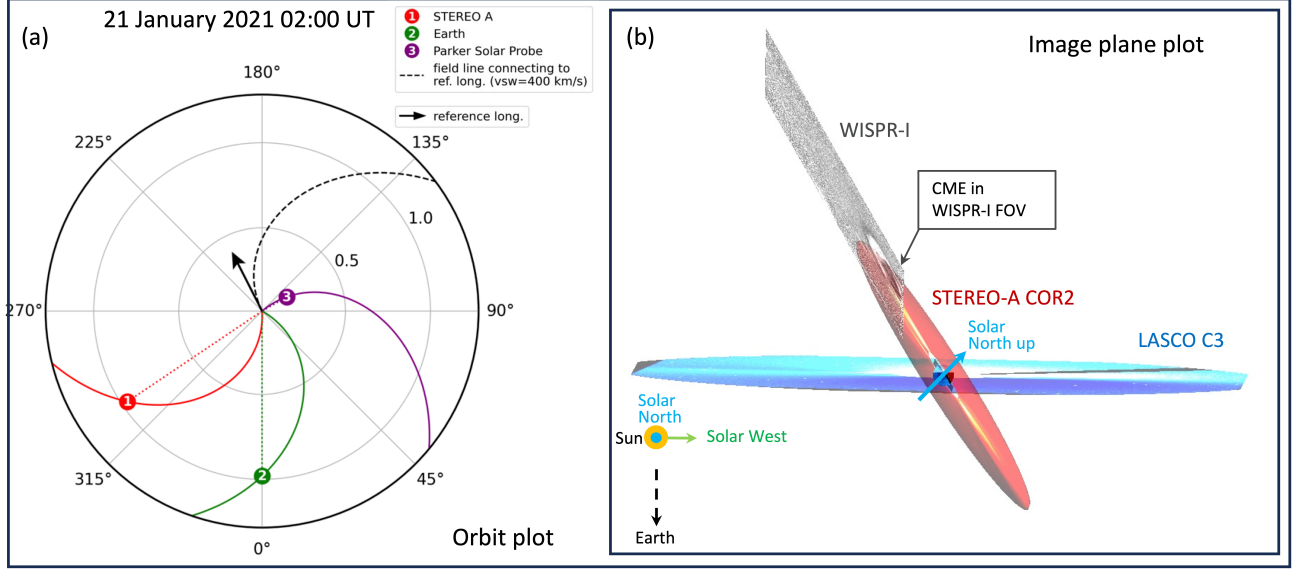 (a)
21 January 2021 02:00 UT
1 STEREO A
2 Earth
3 Parker Solar Probe
field line connecting to
ref. long. (vsw=400 km/s)
reference long.
180°
225°
135°
1.0
0.5
270°
90°
3
1
2
315°
45°
0°
Orbit plot
(b)
Image plane plot
WISPR-I
CME in
WISPR-I FOV
STEREO-A COR2
Solar
North up
LASCO C3
Solar
North
Sun
Solar West
Earth